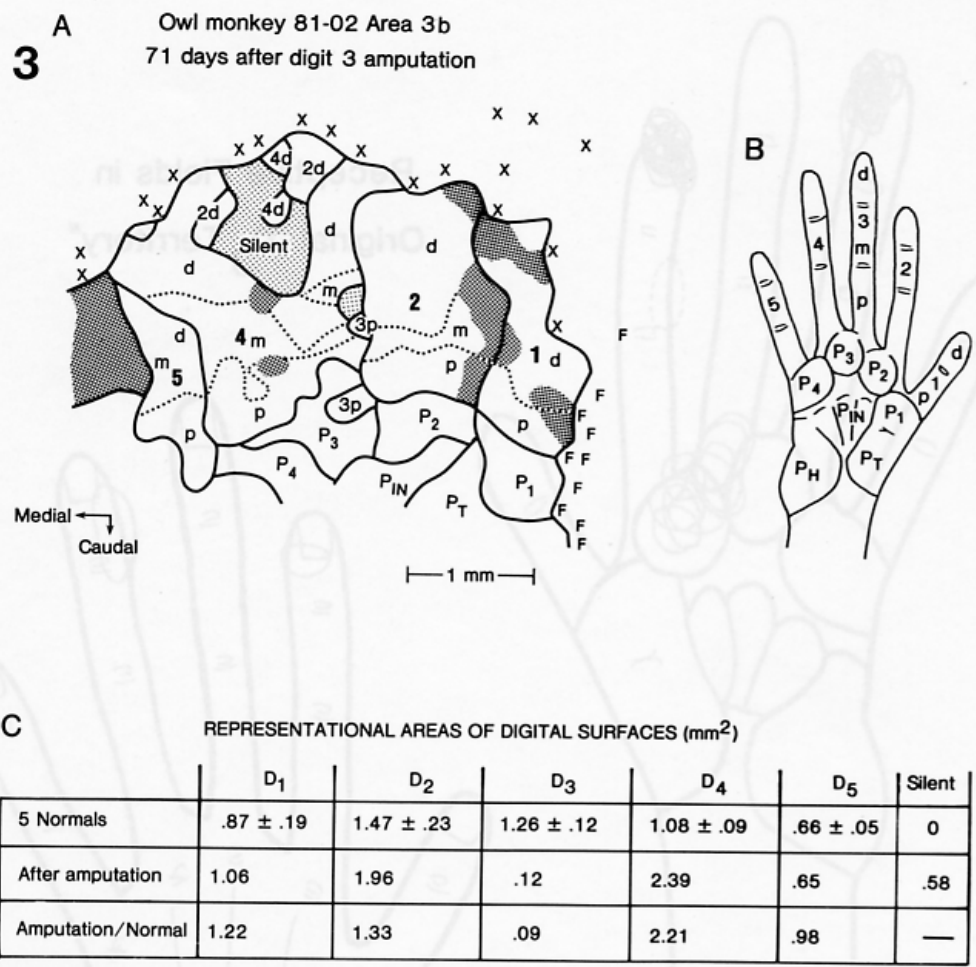 A
Owl monkey 81-02 Area 3b
3
71 days after digit 3 amputation
x x x
x x x x x
x x x
4d 2d
x x x x
x 2d 4d x
x Silent d d x
x d
m
2
3p x
4 m m 1 d F
d
m 5 p F
p 3p P2 p F
p P3 F
P4 F F
PIN P1 F
PT F
F
F
Medial
Caudal
1 mm
B
d
3
4 m 2
5 p
P3 d
P4 P2 p 1
PIN P1
PH PT
C
REPRESENTATIONAL AREAS OF DIGITAL SURFACES (mm2)
D1 D2 D3 D4 D5 Silent
5 Normals .87 ± .19 1.47 ± .23 1.26 ± .12 1.08 ± .09 .66 ± .05 0
After amputation 1.06 1.96 .12 2.39 .65 .58
Amputation/Normal 1.22 1.33 .09 2.21 .98 —